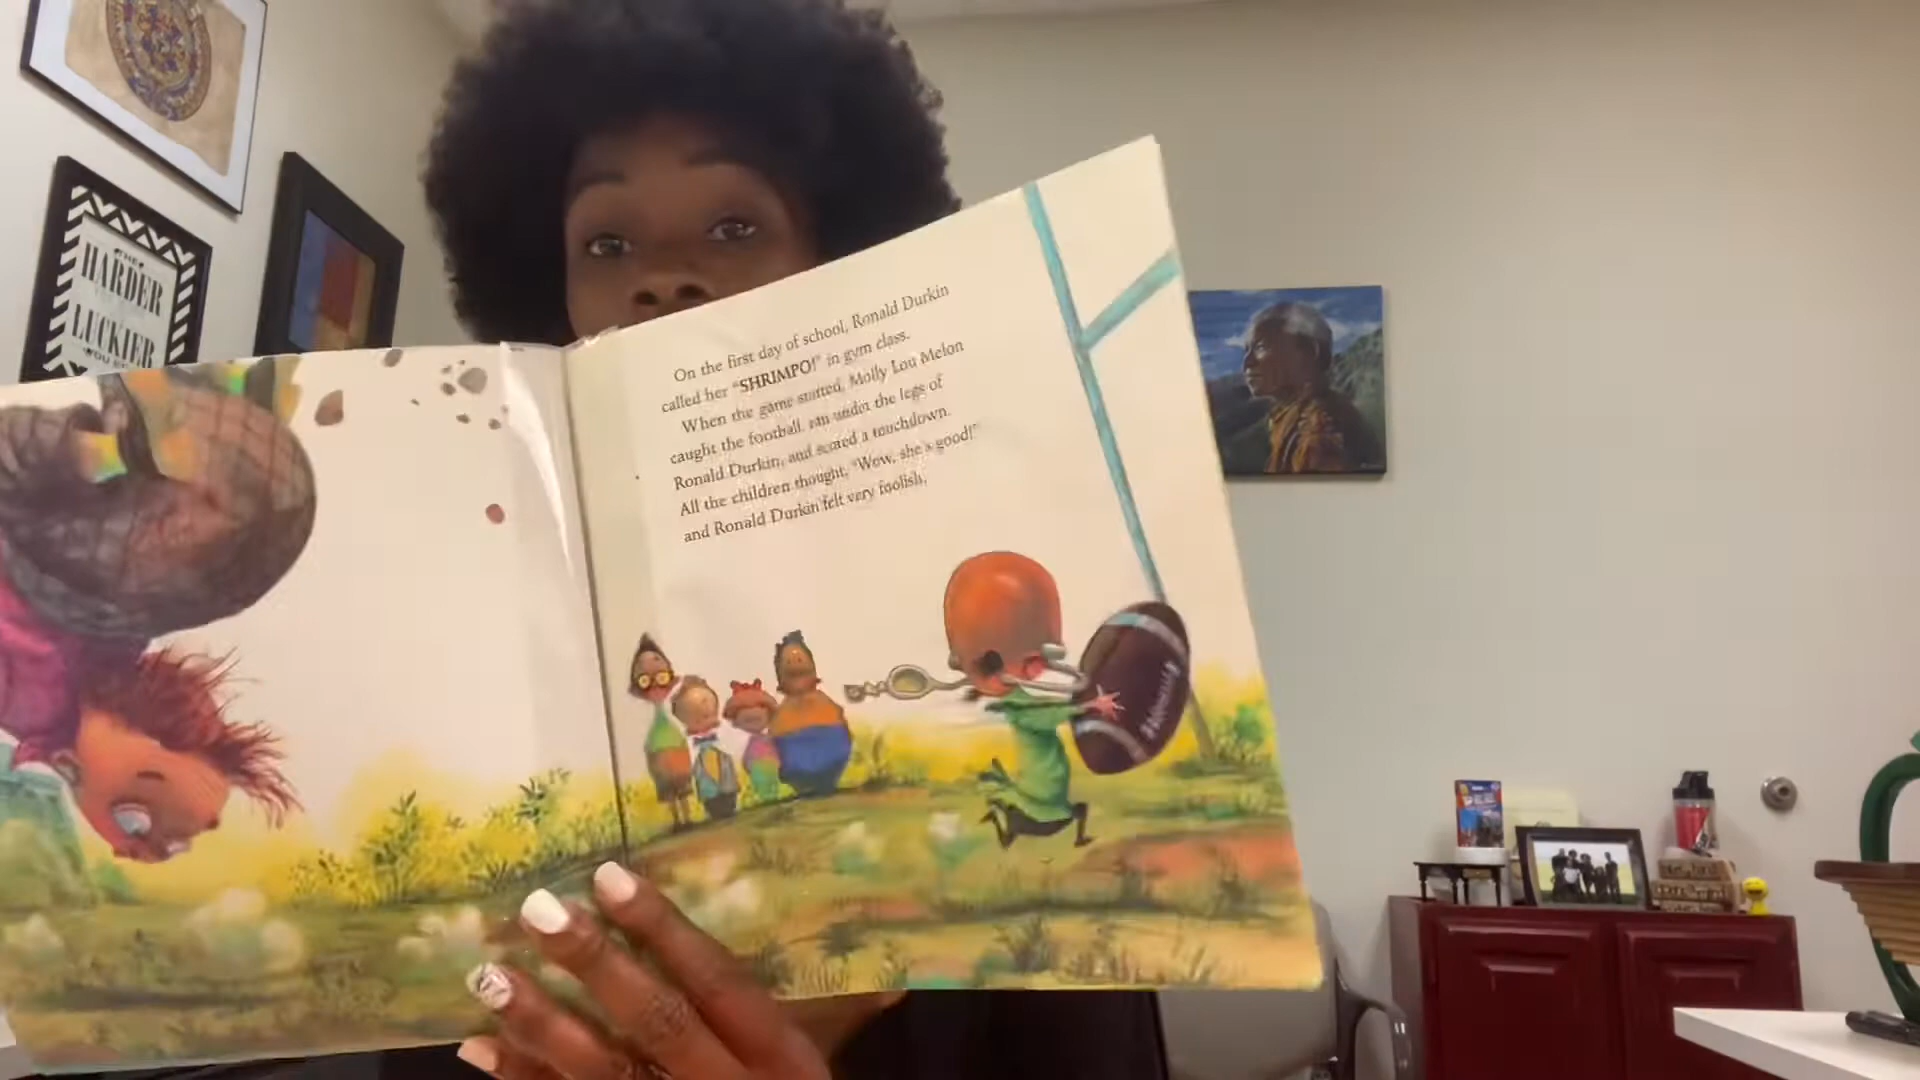 THE
HARDER
LUCKIER
YOU
On the first day of school, Ronald Durkin
called her "SHRIMPO!" in gym class.
When the game started, Molly Lou Melon
caught the football, ran under the legs of
Ronald Durkin, and scored a touchdown.
All the children thought, "Wow, she's good!"
and Ronald Durkin felt very foolish.